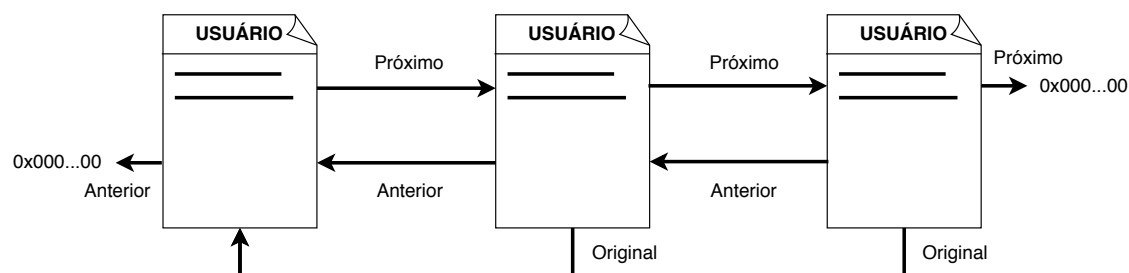 USUÁRIO
USUÁRIO
USUÁRIO
Próximo
Próximo
Próximo
0x000...00
0x000...00
Anterior
Anterior
Anterior
Original
Original